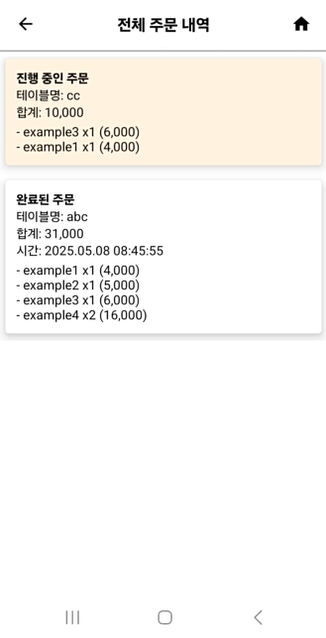 전체 주문 내역
진행 중인 주문
테이블명: cc
합계: 10,000
- example3 x1 (6,000)
- example1 x1 (4,000)
완료된 주문
테이블명: abc
합계: 31,000
시간: 2025.05.08 08:45:55
- example1 x1 (4,000)
- example2 x1 (5,000)
- example3 x1 (6,000)
- example4 x2 (16,000)